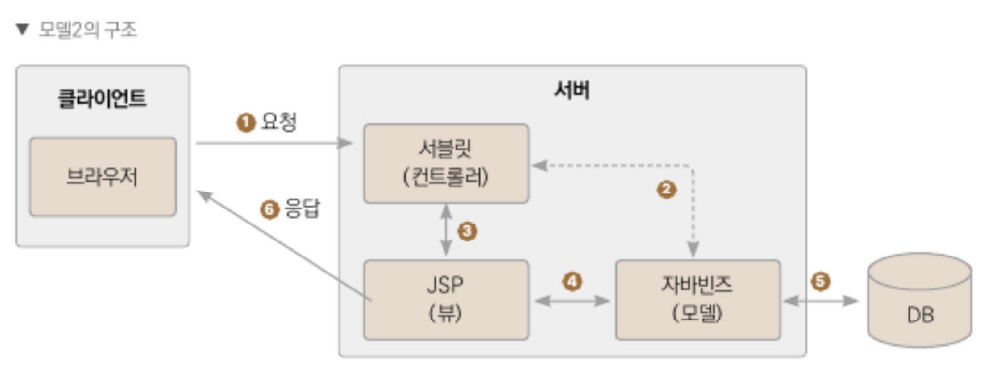 ▼ 모델2의 구조
클라이언트
브라우저
1 요청
6 응답
서버
서블릿
(컨트롤러)
2
3
JSP
(뷰)
4
자바빈즈
(모델)
5
DB